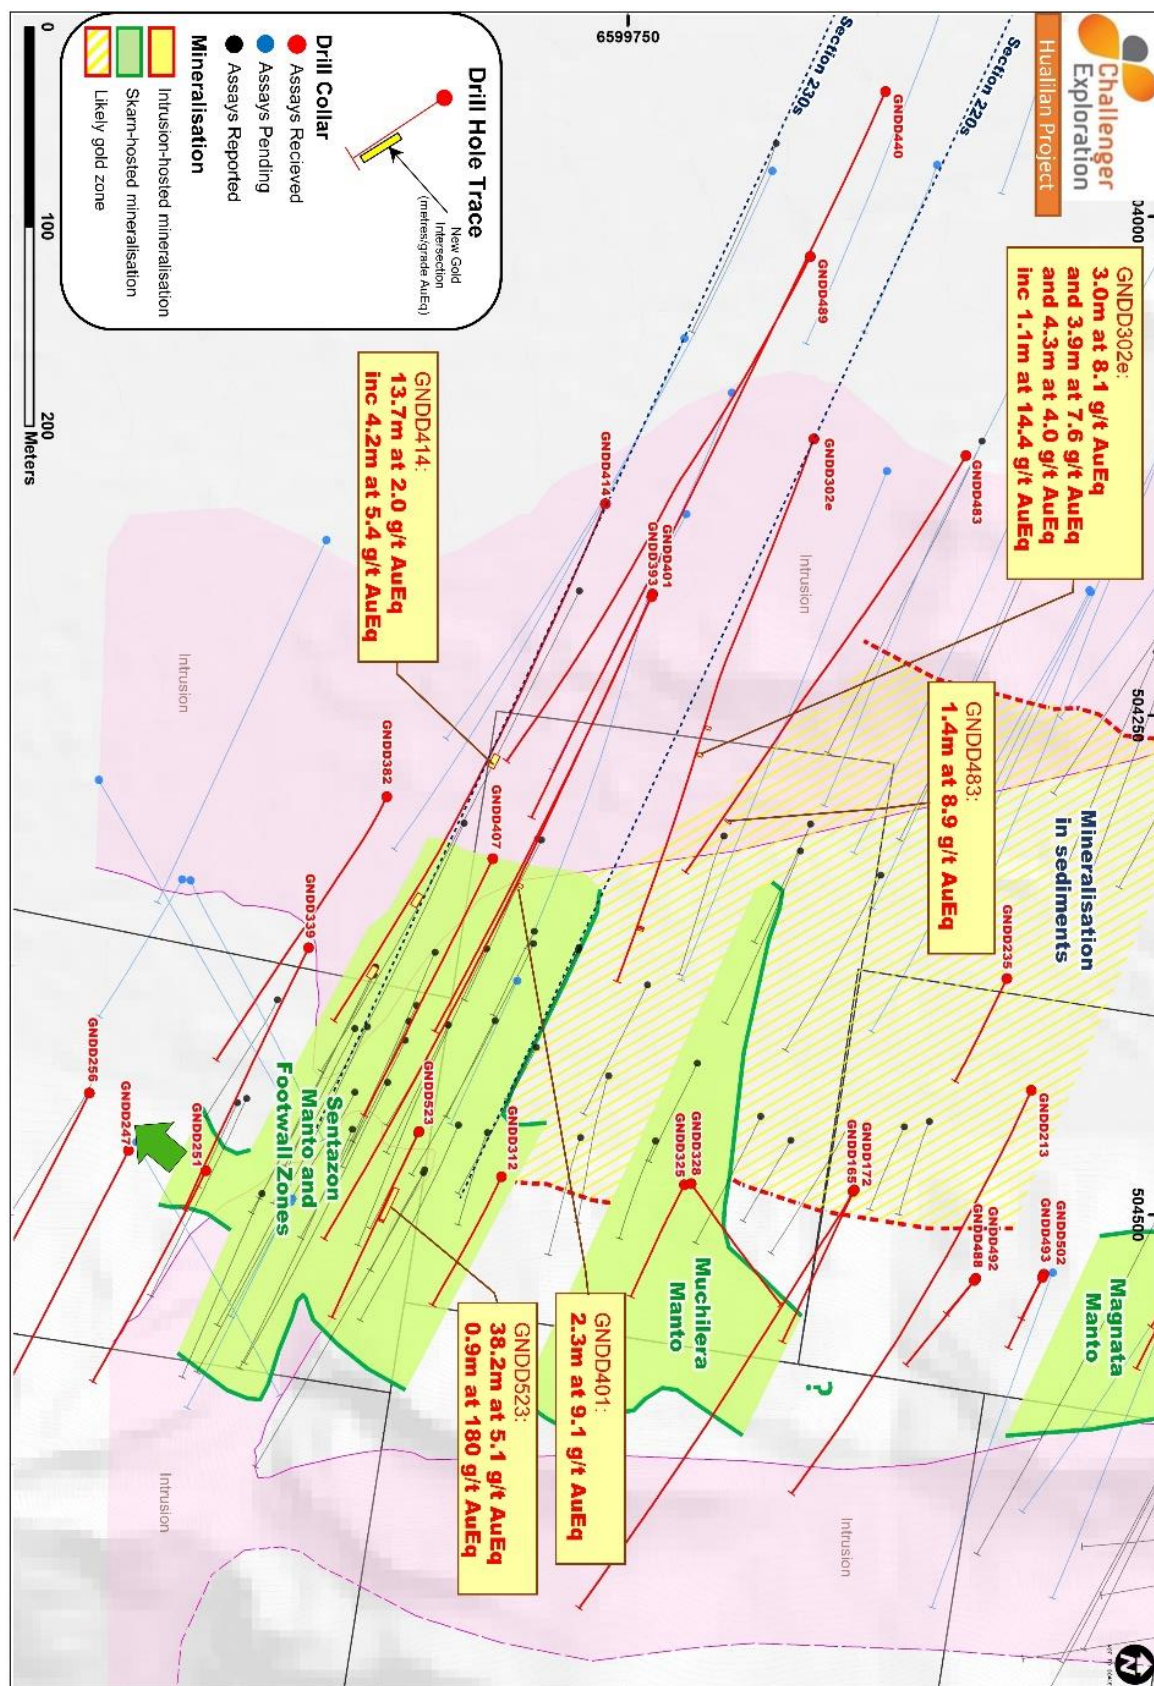 Challenger
Exploration
Hualilan Project
6599750
504250
504500
Section 230s
Section 220s
GNDD440
GNDD489
GNDD302e
GNDD483
GNDD414
GNDD401
GNDD393
GNDD382
GNDD407
GNDD339
GNDD235
GNDD213
GNDD256
GNDD247
GNDD251
GNDD523
GNDD312
GNDD328
GNDD325
GNDD172
GNDD165
GNDD492
GNDD488
GNDD502
GNDD493
GNDD302e:
3.0m at 8.1 g/t AuEq
and 3.9m at 7.6 g/t AuEq
and 4.3m at 4.0 g/t AuEq
inc 1.1m at 14.4 g/t AuEq
GNDD483:
1.4m at 8.9 g/t AuEq
GNDD414:
13.7m at 2.0 g/t AuEq
inc 4.2m at 5.4 g/t AuEq
GNDD401:
2.3m at 9.1 g/t AuEq
GNDD523:
38.2m at 5.1 g/t AuEq
0.9m at 180 g/t AuEq
Mineralisation
in sediments
Intrusion
Intrusion
Intrusion
Intrusion
Sentazon
Manto and
Footwall Zones
Muchilera
Manto
Magnata
Manto
?
Drill Hole Trace
New Gold
Intersection
(metres/grade AuEq)
Drill Collar
Assays Recieved
Assays Pending
Assays Reported
Mineralisation
Intrusion-hosted mineralisation
Skarn-hosted mineralisation
Likely gold zone
0
100
200
Meters
N